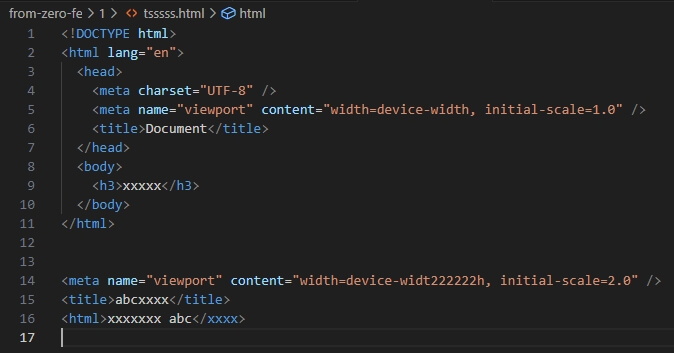 from-zero-fe > 1 > <> tsssss.html > html
1 <!DOCTYPE html>
2 <html lang="en">
3 <head>
4 <meta charset="UTF-8" />
5 <meta name="viewport" content="width=device-width, initial-scale=1.0" />
6 <title>Document</title>
7 </head>
8 <body>
9 <h3>xxxxx</h3>
10 </body>
11 </html>
12
13
14 <meta name="viewport" content="width=device-widt222222h, initial-scale=2.0" />
15 <title>abcxxxx</title>
16 <html>xxxxxxx abc</xxxx>
17